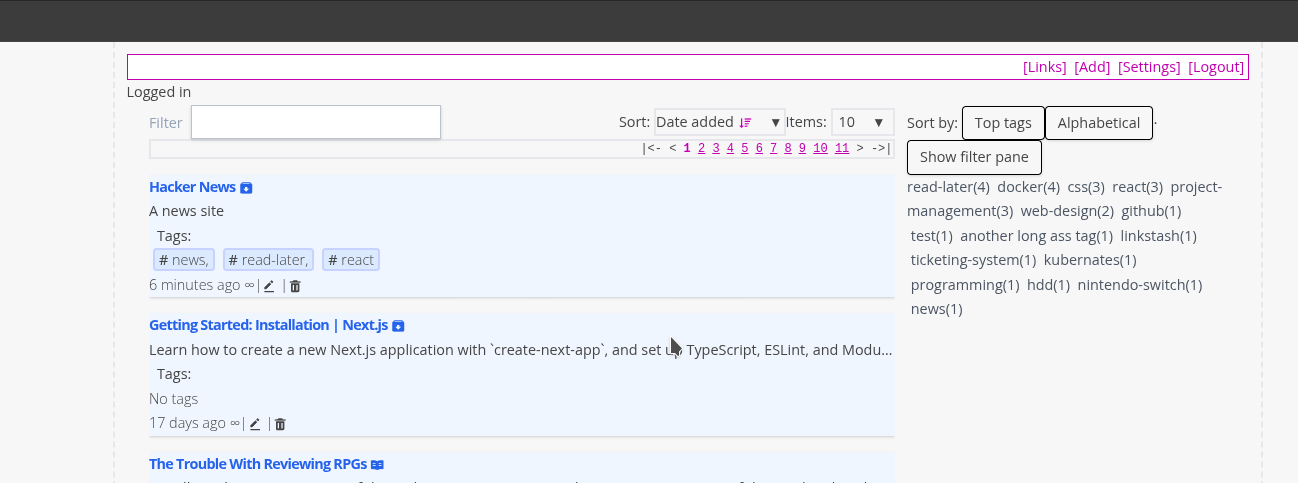 [Links] [Add] [Settings] [Logout]
Logged in
Filter Sort: Date added ▼ Items: 10 ▼
|<- < 1 2 3 4 5 6 7 8 9 10 11 > ->|
Hacker News
A news site
Tags:
# news, # read-later, # react
6 minutes ago ∞| |
Getting Started: Installation | Next.js
Learn how to create a new Next.js application with `create-next-app`, and set up TypeScript, ESLint, and Modu...
Tags:
No tags
17 days ago ∞| |
The Trouble With Reviewing RPGs
Sort by: Top tags Alphabetical ·
Show filter pane
read-later(4) docker(4) css(3) react(3) project-
management(3) web-design(2) github(1)
test(1) another long ass tag(1) linkstash(1)
ticketing-system(1) kubernates(1)
programming(1) hdd(1) nintendo-switch(1)
news(1)